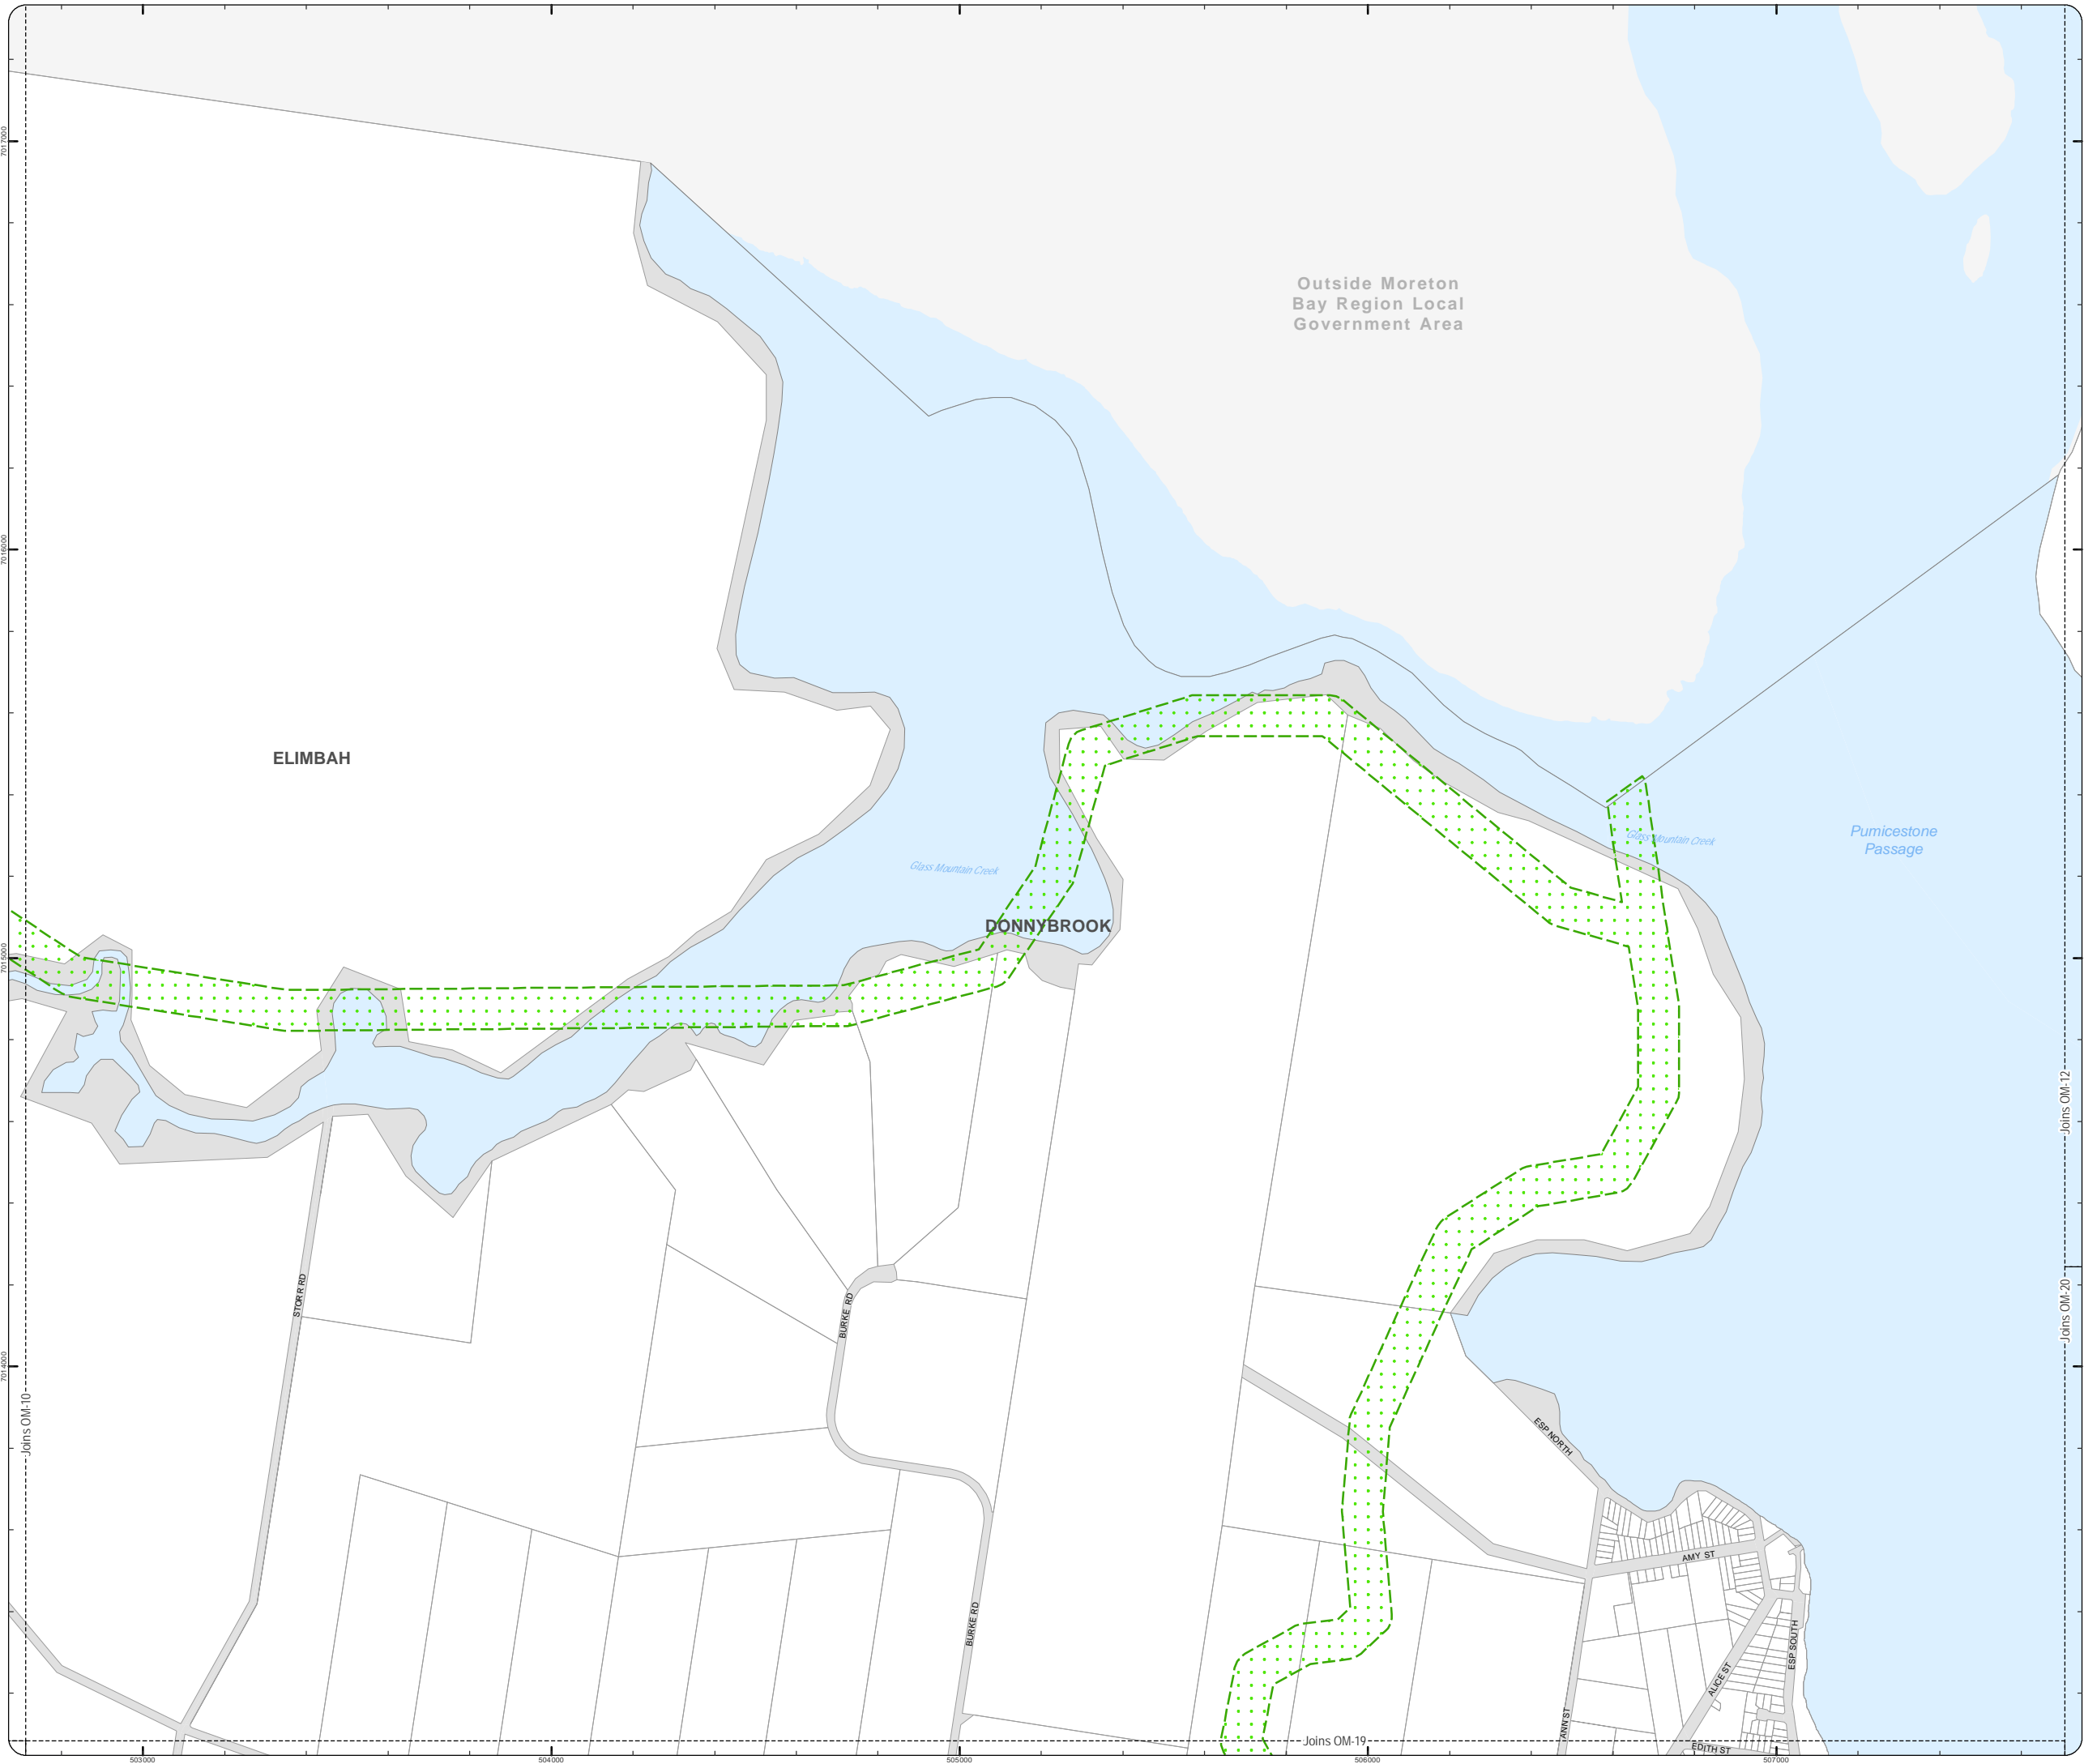 7017000
Outside Moreton
Bay Region Local
Government Area
7016000
ELIMBAH
Glass Mountain Creek
Pumicestone
Passage
Glass Mountain Creek
DONNYBROOK
7015000
Joins OM-12
STORR RD
BURKE RD
Joins OM-20
7014000
Joins OM-10
ESP NORTH
AMY ST
BURKE RD
ESP SOUTH
ALICE ST
ANN ST
EDITH ST
Joins OM-19
503000
504000
505000
506000
507000